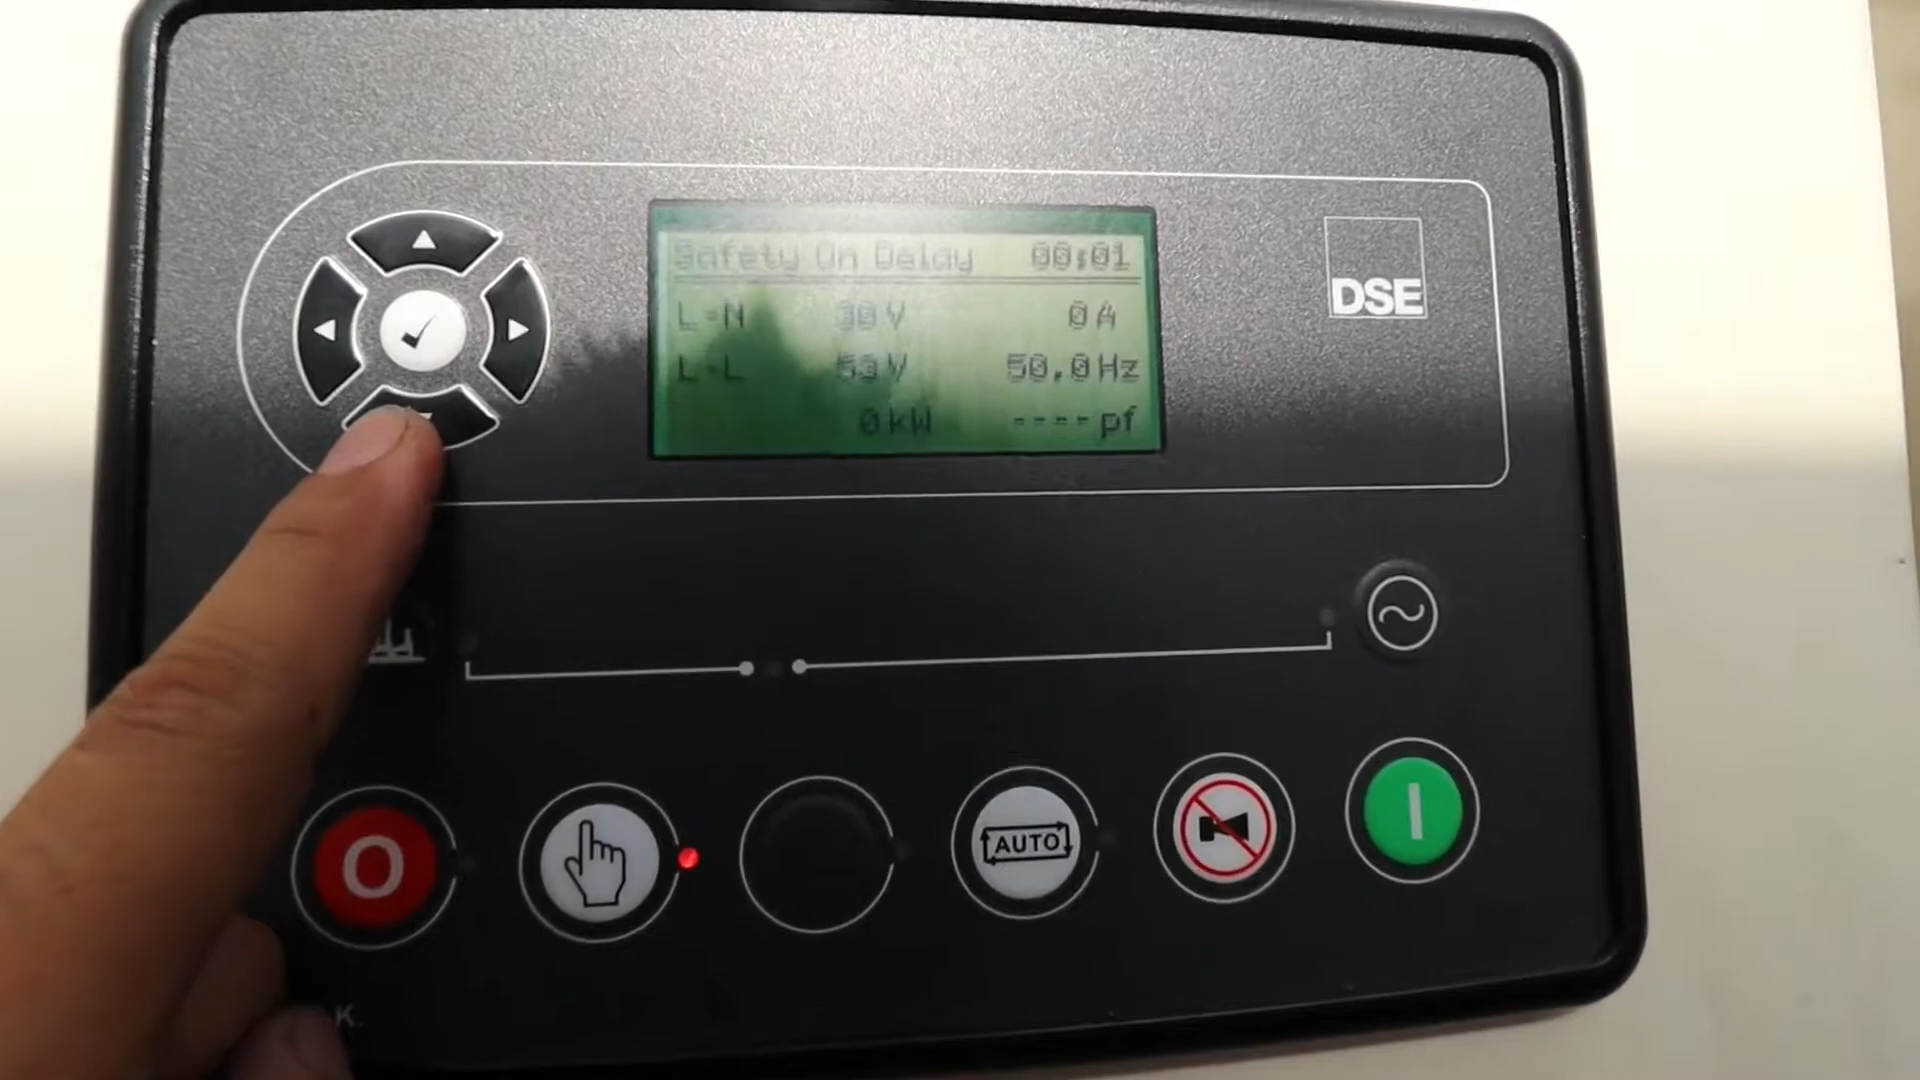 Safety On Delay 00:01
L-N 30 V 0 A
L-L 53 V 50.0 Hz
0 kW ---- pf
DSE
O
AUTO
I
K.